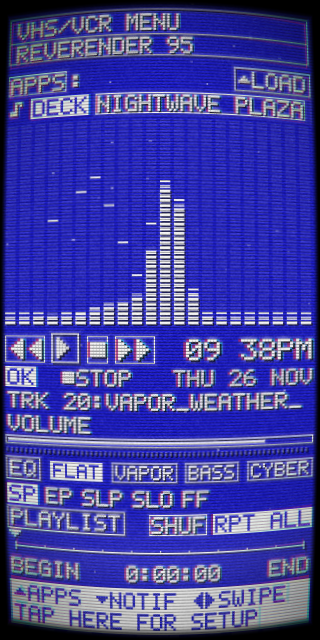 VHS/VCR MENU
REVERENDER 95
APPS: LOAD
DECK NIGHTWAVE PLAZA
09 38PM
OK STOP THU 26 NOV
TRK 20:VAPOR_WEATHER_
VOLUME
EQ FLAT VAPOR BASS CYBER
SP EP SLP SLO FF
PLAYLIST SHUF RPT ALL
BEGIN 0:00:00 END
APPS NOTIF SWIPE
TAP HERE FOR SETUP